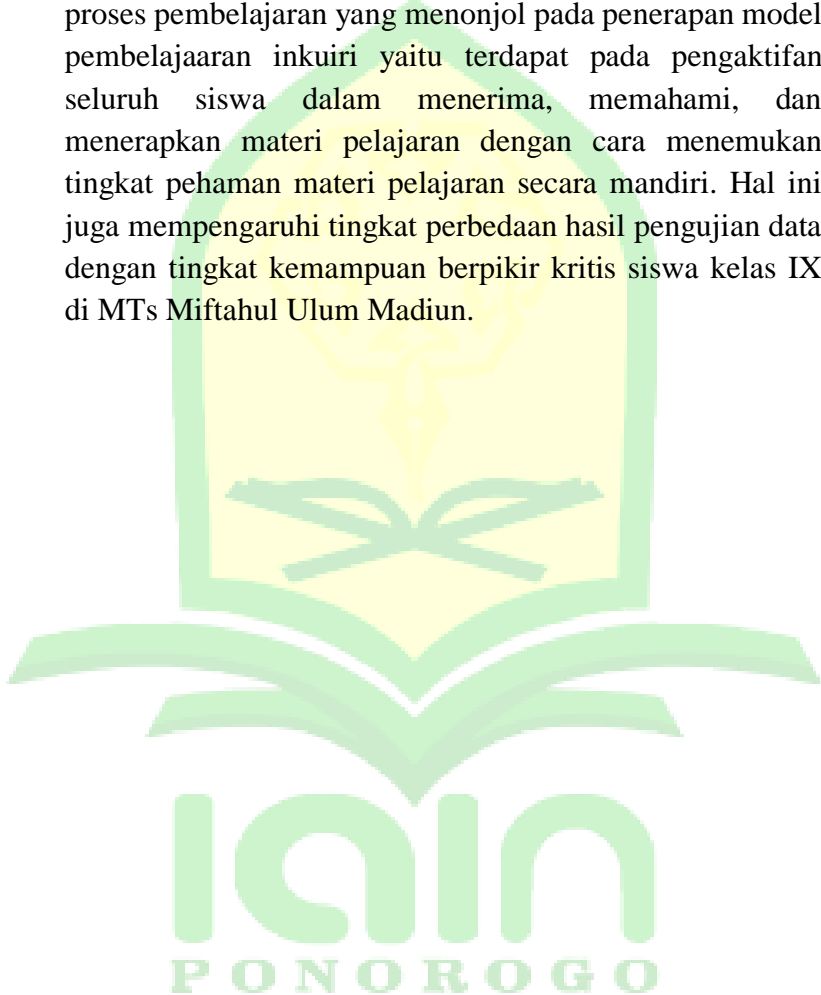 proses pembelajaran yang menonjol pada penerapan model
pembelajaaran inkuiri yaitu terdapat pada pengaktifan
seluruh siswa dalam menerima, memahami, dan
menerapkan materi pelajaran dengan cara menemukan
tingkat pehaman materi pelajaran secara mandiri. Hal ini
juga mempengaruhi tingkat perbedaan hasil pengujian data
dengan tingkat kemampuan berpikir kritis siswa kelas IX
di MTs Miftahul Ulum Madiun.
iain
PONOROGO